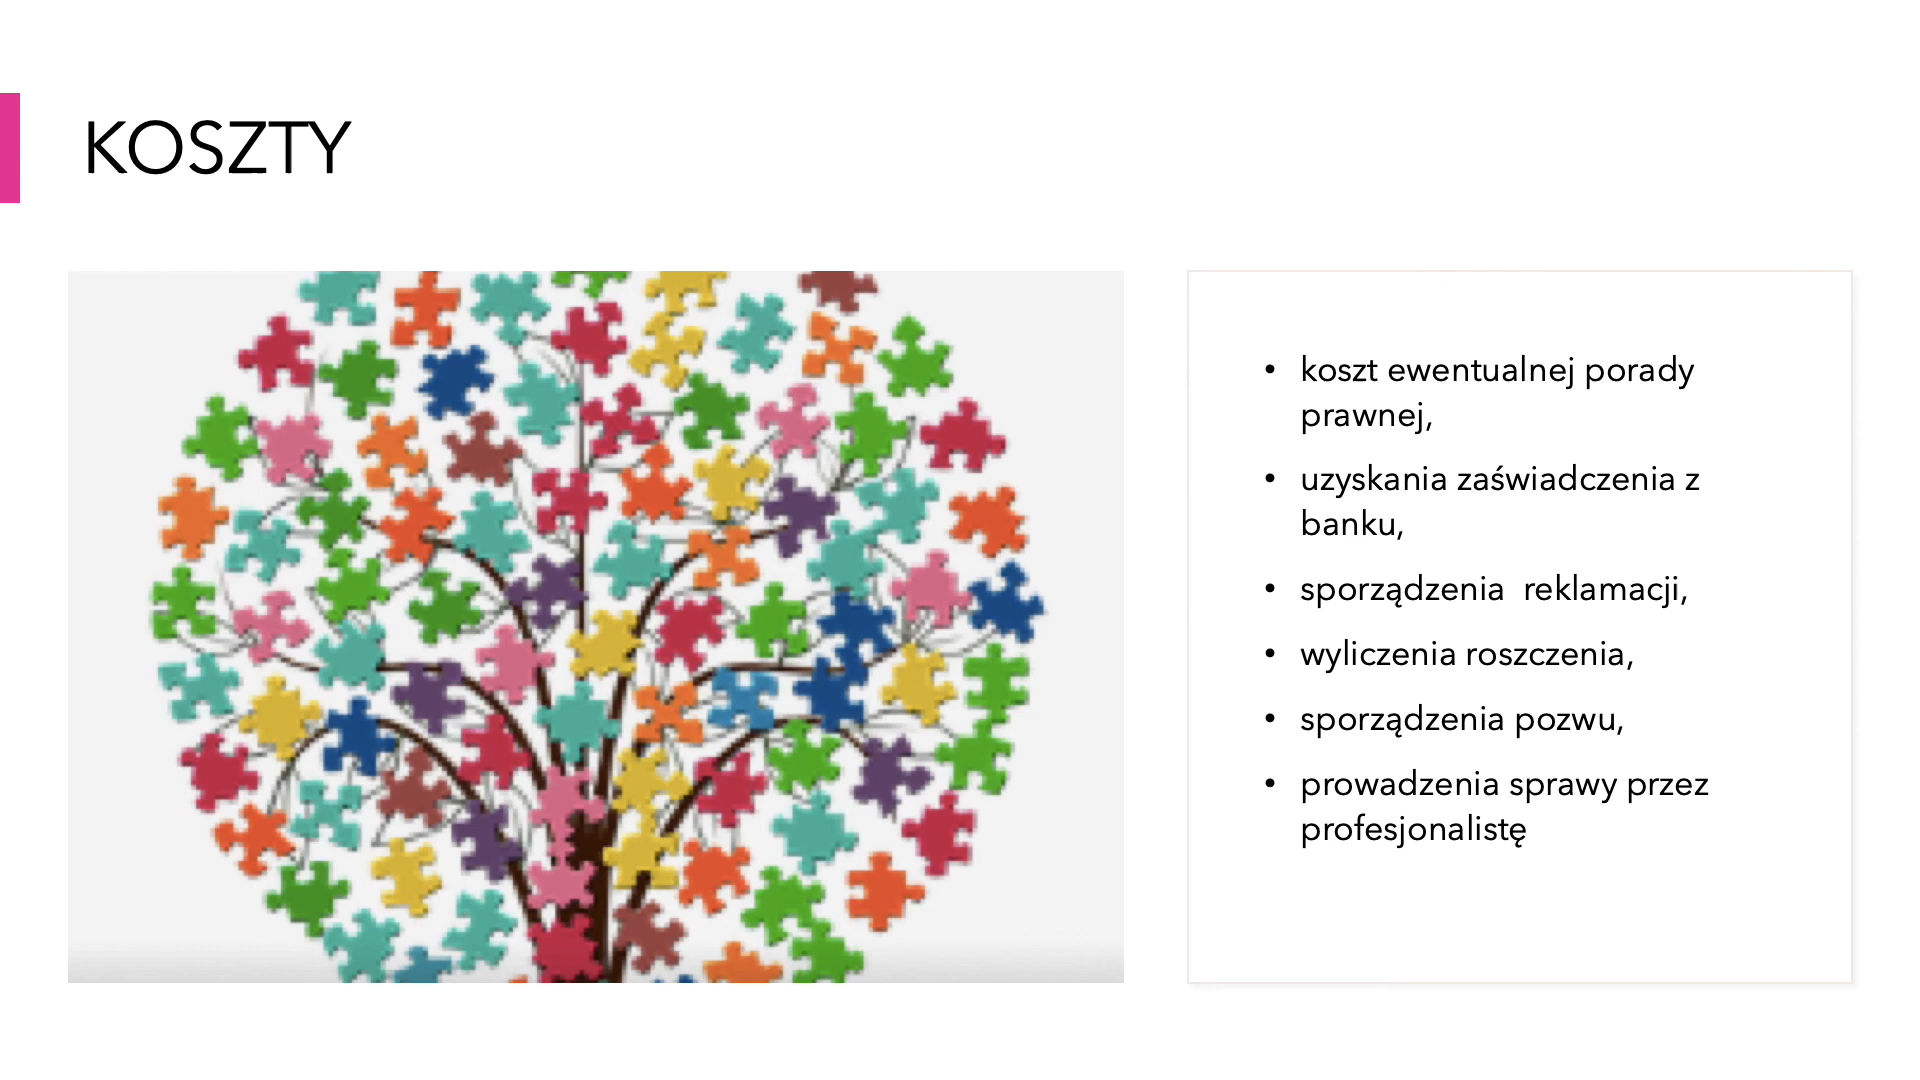 KOSZTY
• koszt ewentualnej porady
prawnej,
• uzyskania zaświadczenia z
banku,
• sporządzenia  reklamacji,
• wyliczenia roszczenia,
• sporządzenia pozwu,
• prowadzenia sprawy przez
profesjonalistę